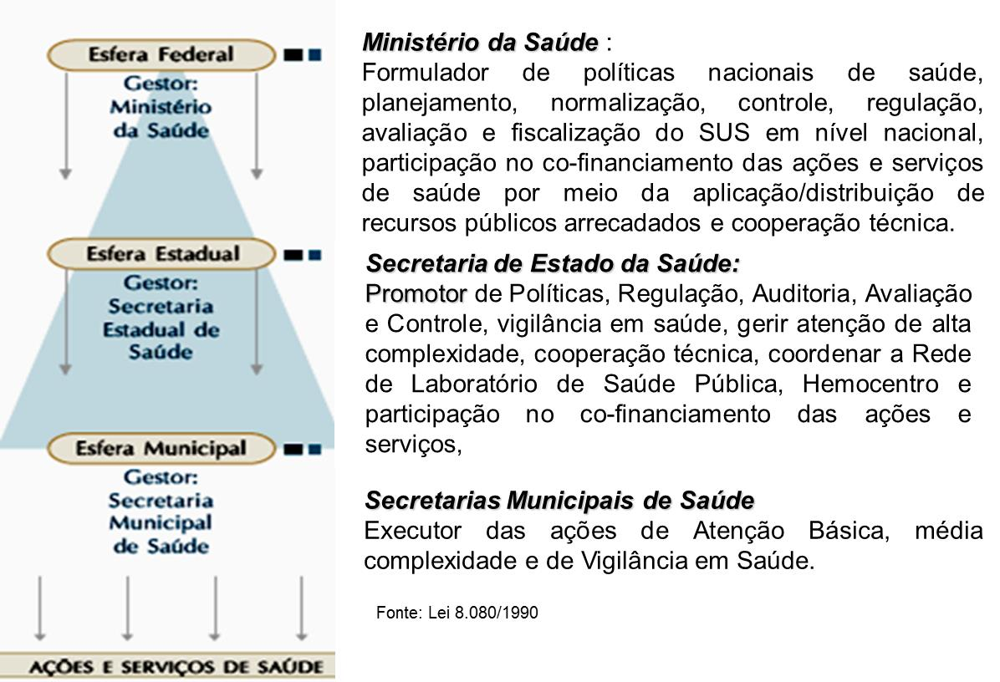 Esfera Federal
Gestor:
Ministério
da Saúde
Esfera Estadual
Gestor:
Secretaria
Estadual de
Saúde
Esfera Municipal
Gestor:
Secretaria
Municipal
de Saúde
AÇÕES E SERVIÇOS DE SAÚDE
Ministério da Saúde :
Formulador de políticas nacionais de saúde,
planejamento, normalização, controle, regulação,
avaliação e fiscalização do SUS em nível nacional,
participação no co-financiamento das ações e serviços
de saúde por meio da aplicação/distribuição de
recursos públicos arrecadados e cooperação técnica.
Secretaria de Estado da Saúde:
Promotor de Políticas, Regulação, Auditoria, Avaliação
e Controle, vigilância em saúde, gerir atenção de alta
complexidade, cooperação técnica, coordenar a Rede
de Laboratório de Saúde Pública, Hemocentro e
participação no co-financiamento das ações e
serviços,
Secretarias Municipais de Saúde
Executor das ações de Atenção Básica, média
complexidade e de Vigilância em Saúde.
Fonte: Lei 8.080/1990